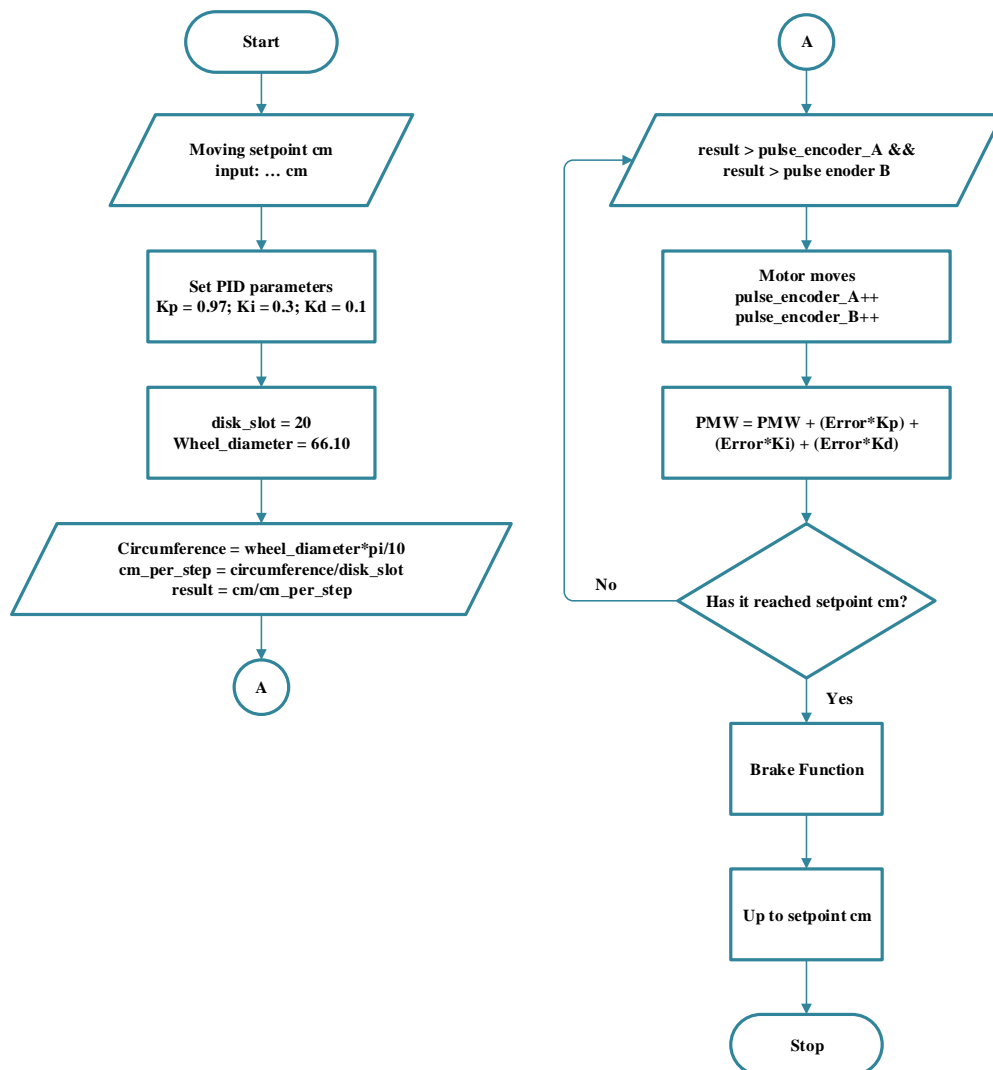 Start
Moving setpoint cm
input: … cm
Set PID parameters
Kp = 0.97; Ki = 0.3; Kd = 0.1
disk_slot = 20
Wheel_diameter = 66.10
Circumference = wheel_diameter*pi/10
cm_per_step = circumference/disk_slot
result = cm/cm_per_step
A
A
result > pulse_encoder_A &&
result > pulse enoder B
Motor moves
pulse_encoder_A++
pulse_encoder_B++
PMW = PMW + (Error*Kp) +
(Error*Ki) + (Error*Kd)
No
Has it reached setpoint cm?
Yes
Brake Function
Up to setpoint cm
Stop